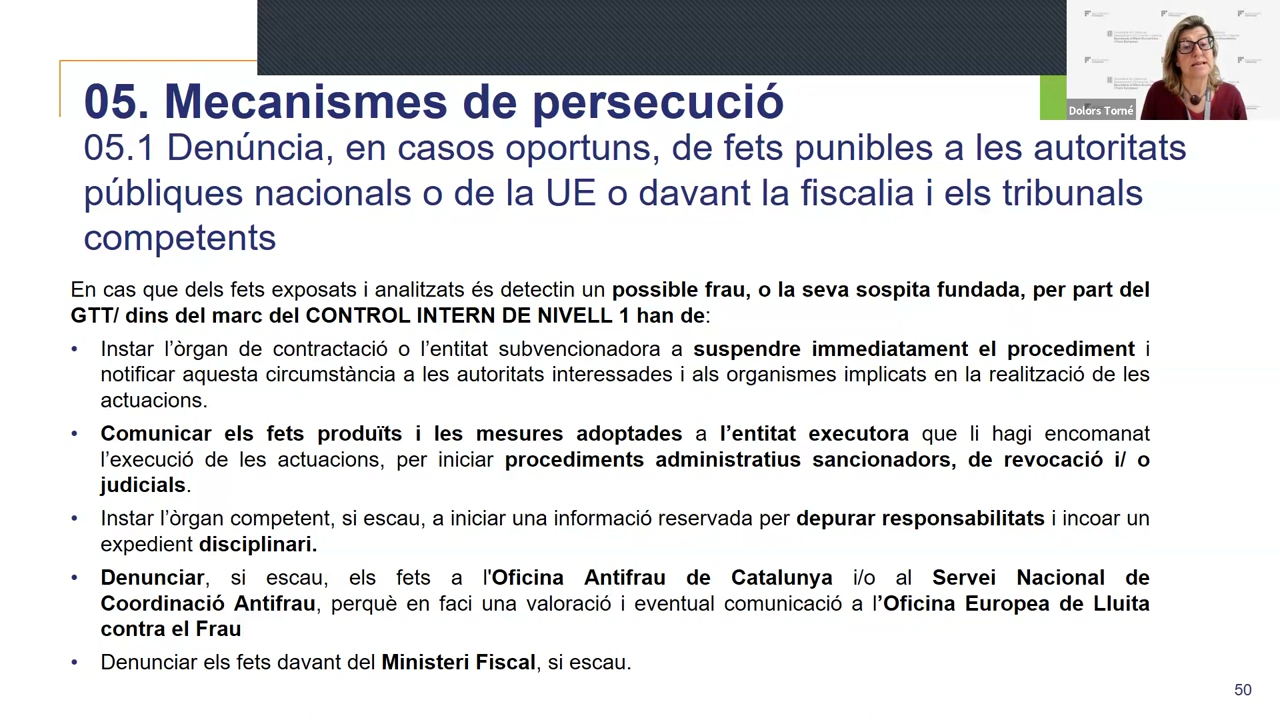 05. Mecanismes de persecució
05.1 Denúncia, en casos oportuns, de fets punibles a les autoritats
públiques nacionals o de la UE o davant la fiscalia i els tribunals
competents
Dolors Torné
En cas que dels fets exposats i analitzats és detectin un possible frau, o la seva sospita fundada, per part del
GTT/ dins del marc del CONTROL INTERN DE NIVELL 1 han de:
• Instar l’òrgan de contractació o l’entitat subvencionadora a suspendre immediatament el procediment i
notificar aquesta circumstància a les autoritats interessades i als organismes implicats en la realització de les
actuacions.
• Comunicar els fets produïts i les mesures adoptades a l’entitat executora que li hagi encomanat
l’execució de les actuacions, per iniciar procediments administratius sancionadors, de revocació i/ o
judicials.
• Instar l’òrgan competent, si escau, a iniciar una informació reservada per depurar responsabilitats i incoar un
expedient disciplinari.
• Denunciar, si escau, els fets a l'Oficina Antifrau de Catalunya i/o al Servei Nacional de
Coordinació Antifrau, perquè en faci una valoració i eventual comunicació a l’Oficina Europea de Lluita
contra el Frau
• Denunciar els fets davant del Ministeri Fiscal, si escau.
50